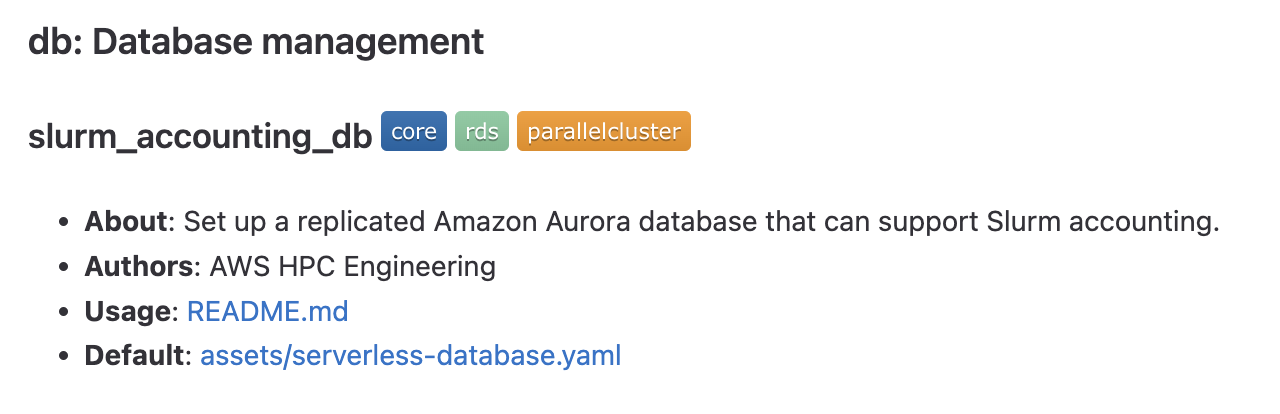 db: Database management
slurm_accounting_db core rds parallelcluster
• About: Set up a replicated Amazon Aurora database that can support Slurm accounting.
• Authors: AWS HPC Engineering
• Usage: README.md
• Default: assets/serverless-database.yaml